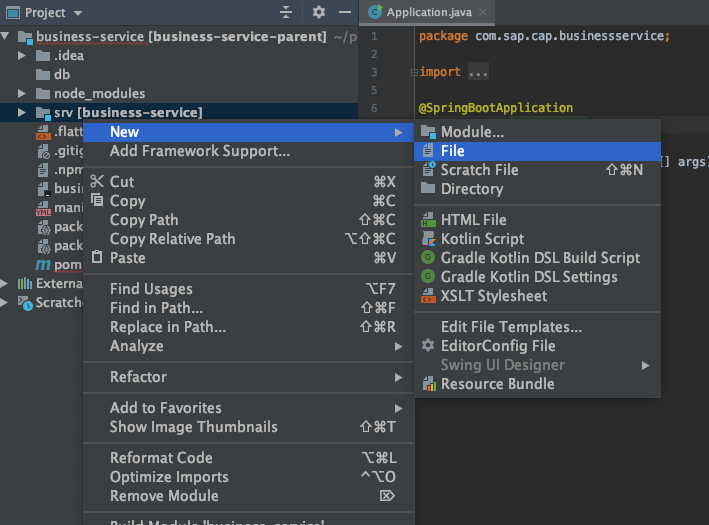 Project
Application.java
business-service [business-service-parent] ~/p
.idea
db
node_modules
srv [business-service]
.flatt
.gitig
.npm
busi
mani
pack
pack
pom
Externa
Scratch
1 package com.sap.cap.businessservice;
2
3 import ...
5
6 @SpringBootApplication
[] args)
New
Add Framework Support...
Cut ⌘X
Copy ⌘C
Copy Path ⇧⌘C
Copy Relative Path ⌥⇧⌘C
Paste ⌘V
Find Usages ⌥F7
Find in Path... ⇧⌘F
Replace in Path... ⇧⌘R
Analyze
Refactor
Add to Favorites
Show Image Thumbnails ⇧⌘T
Reformat Code ⌥⌘L
Optimize Imports ^⌥O
Remove Module ⌦
Build Module 'business-service'
Module...
File
Scratch File ⇧⌘N
Directory
HTML File
Kotlin Script
Gradle Kotlin DSL Build Script
Gradle Kotlin DSL Settings
XSLT Stylesheet
Edit File Templates...
EditorConfig File
Swing UI Designer
Resource Bundle